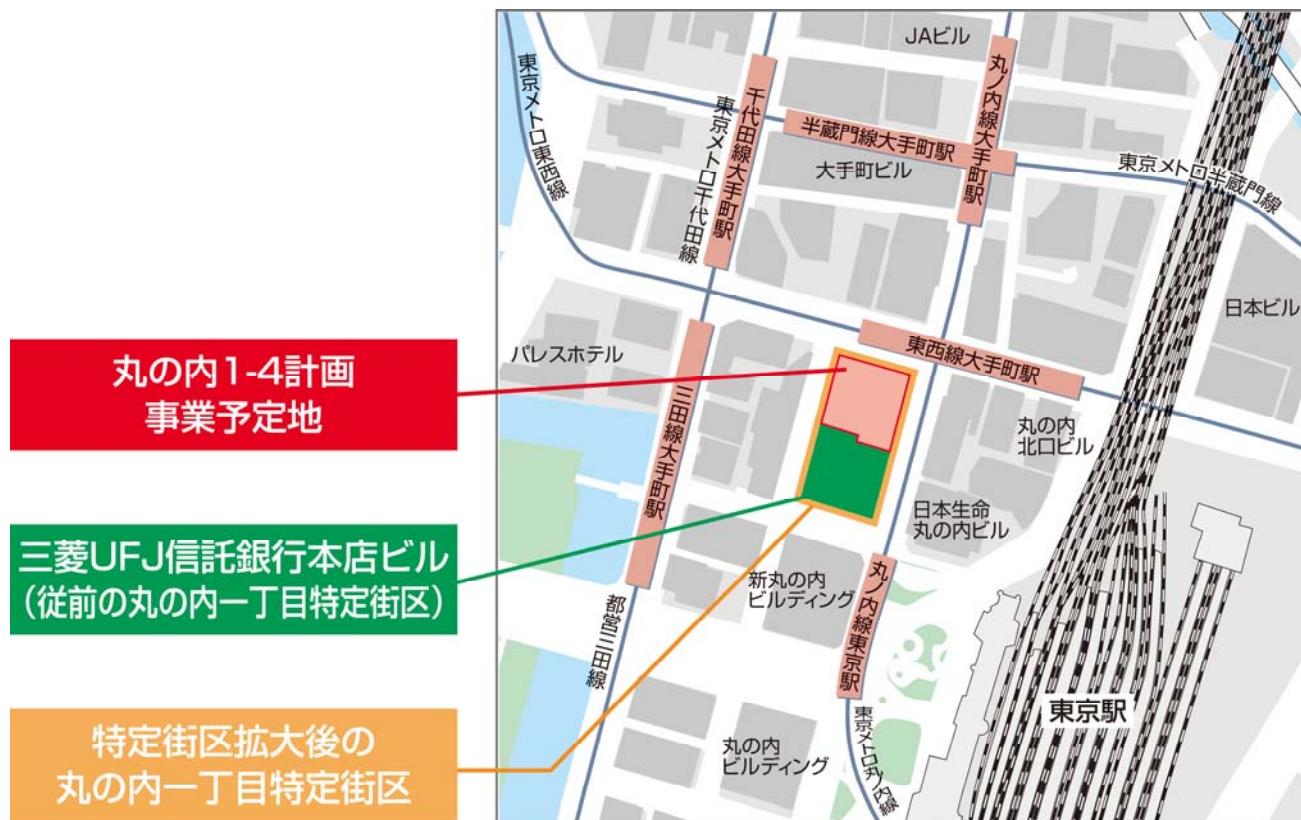 丸の内1-4計画
事業予定地
三菱UFJ信託銀行本店ビル
（従前の丸の内一丁目特定街区）
特定街区拡大後の
丸の内一丁目特定街区
JAビル
丸ノ内線大手町駅
千代田線大手町駅
東京メトロ千代田線
東京メトロ東西線
半蔵門線大手町駅
大手町ビル
東京メトロ半蔵門線
日本ビル
パレスホテル
東西線大手町駅
三田線大手町駅
丸の内
北口ビル
日本生命
丸の内ビル
新丸の内
ビルディング
丸ノ内線東京駅
都営三田線
東京駅
丸の内
ビルディング
東京メトロ丸ノ内線